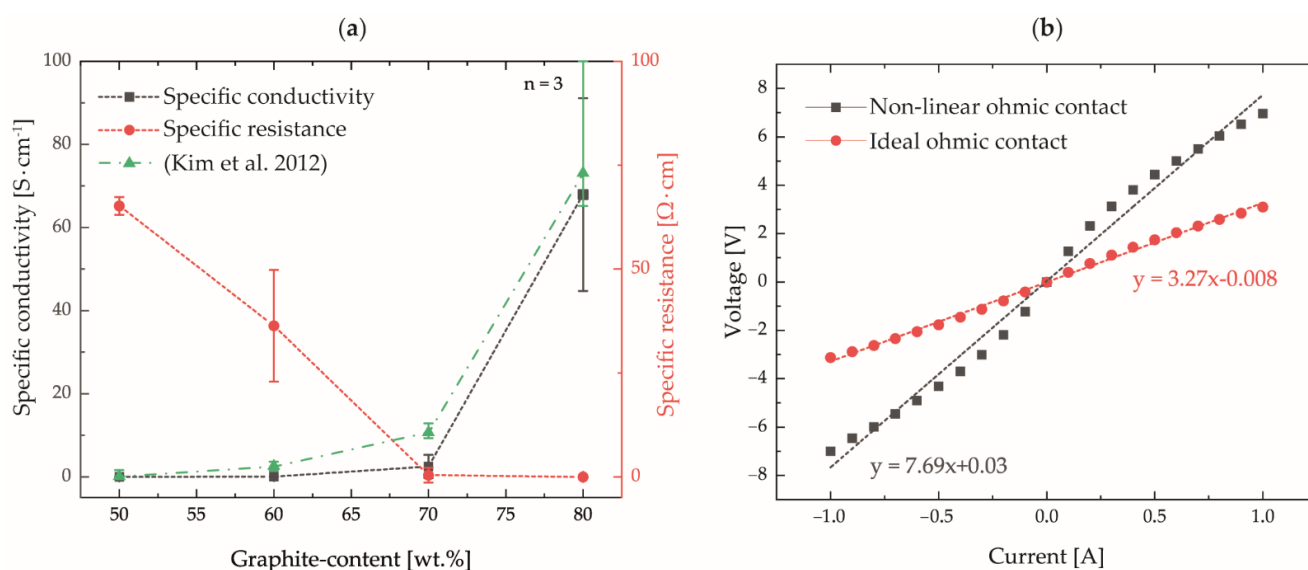 (a)
Specific conductivity [S·cm⁻¹]
100
80
60
40
20
0
n = 3
Specific conductivity
Specific resistance
(Kim et al. 2012)
100
50
0
Specific resistance [Ω·cm]
50 55 60 65 70 75 80
Graphite-content [wt.%]
(b)
Voltage [V]
8
6
4
2
0
−2
−4
−6
−8
Non-linear ohmic contact
Ideal ohmic contact
y = 3.27x-0.008
y = 7.69x+0.03
−1.0 −0.5 0.0 0.5 1.0
Current [A]